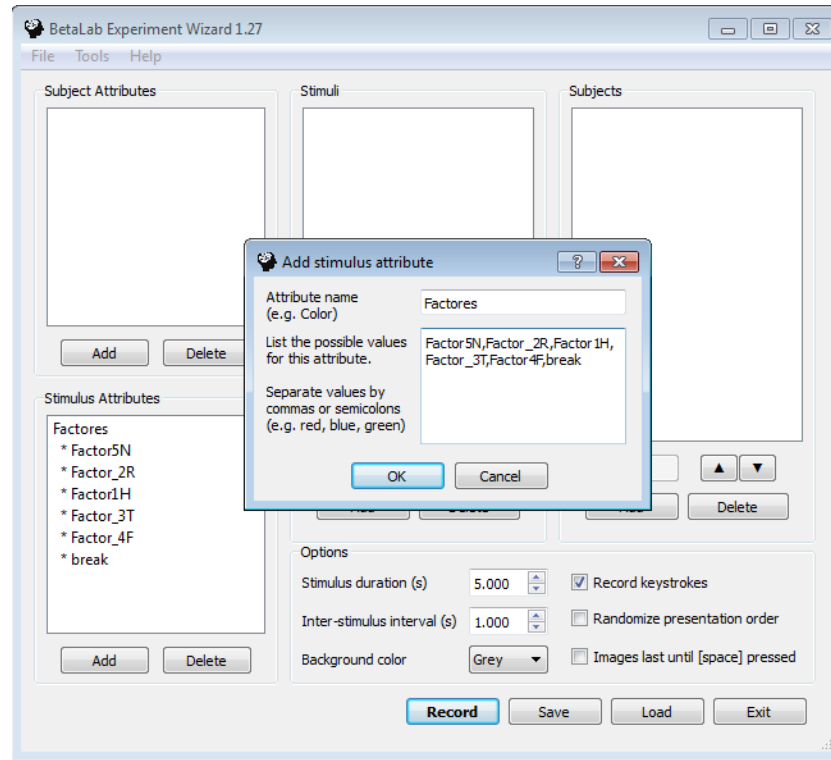 BetaLab Experiment Wizard 1.27
File Tools Help
Subject Attributes
Stimuli
Subjects
Add stimulus attribute
Attribute name
(e.g. Color)
Factores
List the possible values
for this attribute.
Separate values by
commas or semicolons
(e.g. red, blue, green)
Factor5N,Factor_2R,Factor1H,
Factor_3T,Factor4F,break
OK Cancel
Add Delete
Stimulus Attributes
Factores
* Factor5N
* Factor_2R
* Factor1H
* Factor_3T
* Factor_4F
* break
Add Delete
Delete
Options
Stimulus duration (s) 5.000
Inter-stimulus interval (s) 1.000
Background color Grey
Record keystrokes
Randomize presentation order
Images last until [space] pressed
Add Delete
Record Save Load Exit